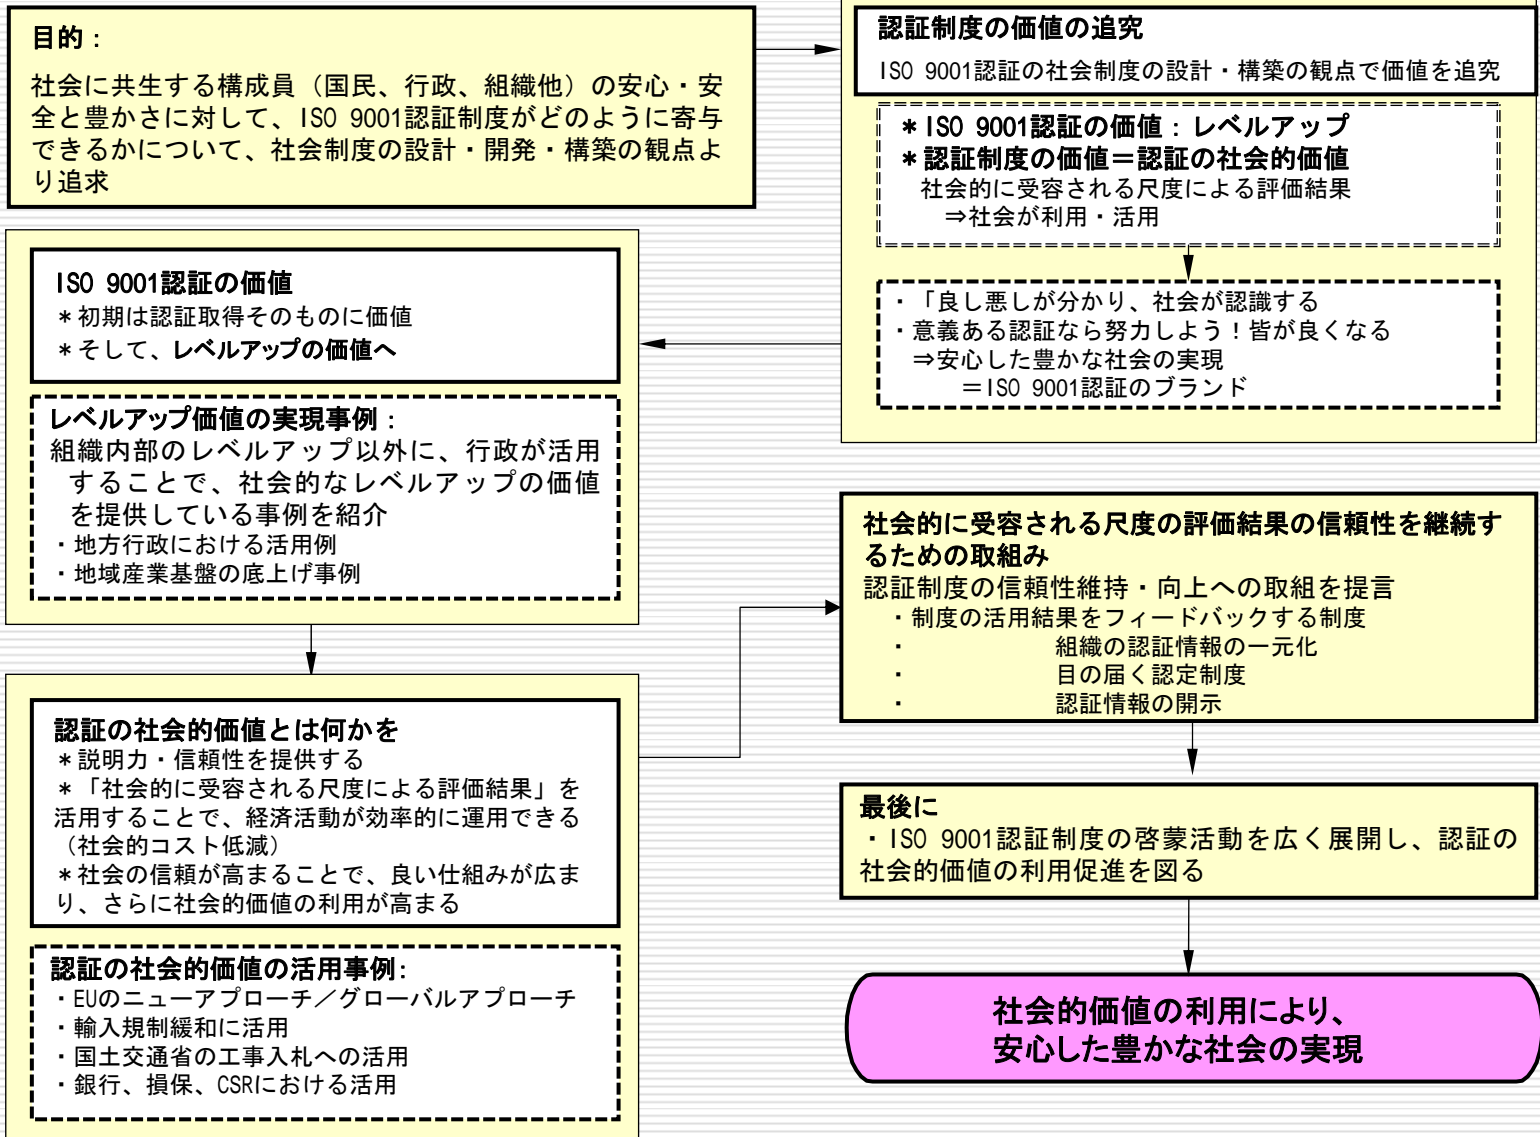 目的：
社会に共生する構成員（国民、行政、組織他）の安心・安
全と豊かさに対して、ISO 9001認証制度がどのように寄与
できるかについて、社会制度の設計・開発・構築の観点よ
り追求
認証制度の価値の追究
ISO 9001認証の社会制度の設計・構築の観点で価値を追究
＊ISO 9001認証の価値：レベルアップ
＊認証制度の価値＝認証の社会的価値
社会的に受容される尺度による評価結果
⇒社会が利用・活用
・「良し悪しが分かり、社会が認識する
・意義ある認証なら努力しよう！皆が良くなる
⇒安心した豊かな社会の実現
＝ISO 9001認証のブランド
ISO 9001認証の価値
＊初期は認証取得そのものに価値
＊そして、レベルアップの価値へ
レベルアップ価値の実現事例：
組織内部のレベルアップ以外に、行政が活用
することで、社会的なレベルアップの価値
を提供している事例を紹介
・地方行政における活用例
・地域産業基盤の底上げ事例
認証の社会的価値とは何かを
＊説明力・信頼性を提供する
＊「社会的に受容される尺度による評価結果」を
活用することで、経済活動が効率的に運用できる
（社会的コスト低減）
＊社会の信頼が高まることで、良い仕組みが広ま
り、さらに社会的価値の利用が高まる
認証の社会的価値の活用事例：
・EUのニューアプローチ／グローバルアプローチ
・輸入規制緩和に活用
・国土交通省の工事入札への活用
・銀行、損保、CSRにおける活用
社会的に受容される尺度の評価結果の信頼性を継続す
るための取組み
認証制度の信頼性維持・向上への取組を提言
・制度の活用結果をフィードバックする制度
・ 組織の認証情報の一元化
・ 目の届く認定制度
・ 認証情報の開示
最後に
・ISO 9001認証制度の啓蒙活動を広く展開し、認証の
社会的価値の利用促進を図る
社会的価値の利用により、
安心した豊かな社会の実現